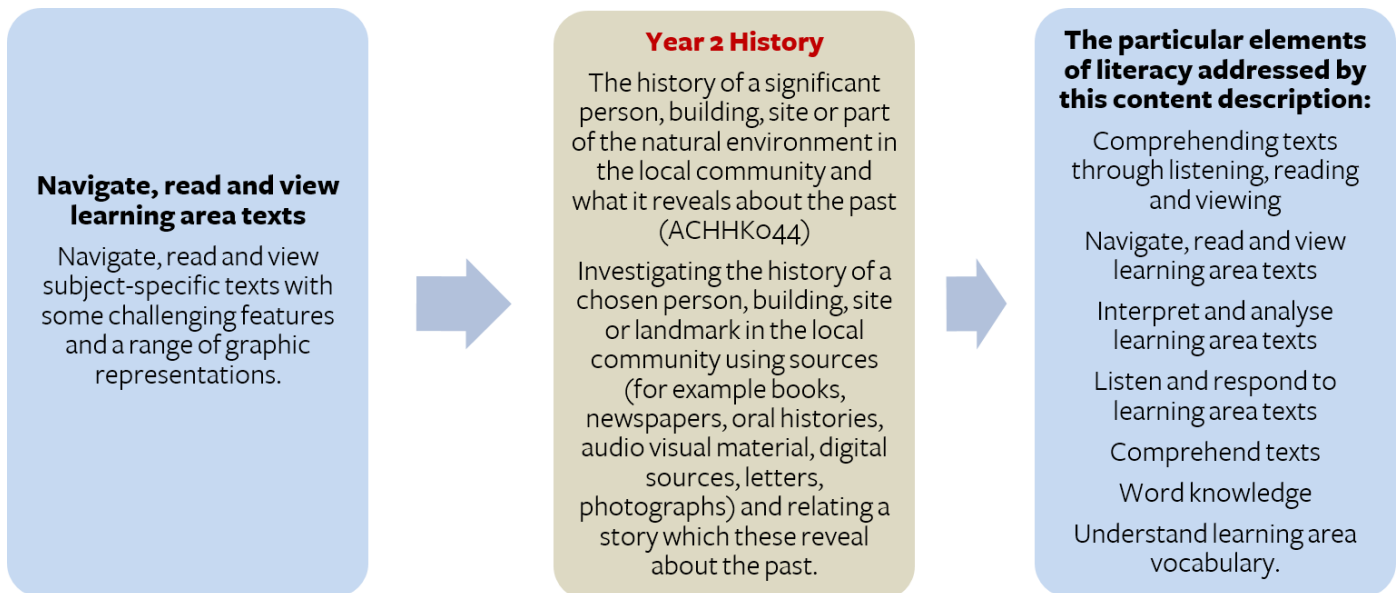 Navigate, read and view
learning area texts
Navigate, read and view
subject-specific texts with
some challenging features
and a range of graphic
representations.
Year 2 History
The history of a significant
person, building, site or part
of the natural environment in
the local community and
what it reveals about the past
(ACHHK044)
Investigating the history of a
chosen person, building, site
or landmark in the local
community using sources
(for example books,
newspapers, oral histories,
audio visual material, digital
sources, letters,
photographs) and relating a
story which these reveal
about the past.
The particular elements
of literacy addressed by
this content description:
Comprehending texts
through listening, reading
and viewing
Navigate, read and view
learning area texts
Interpret and analyse
learning area texts
Listen and respond to
learning area texts
Comprehend texts
Word knowledge
Understand learning area
vocabulary.